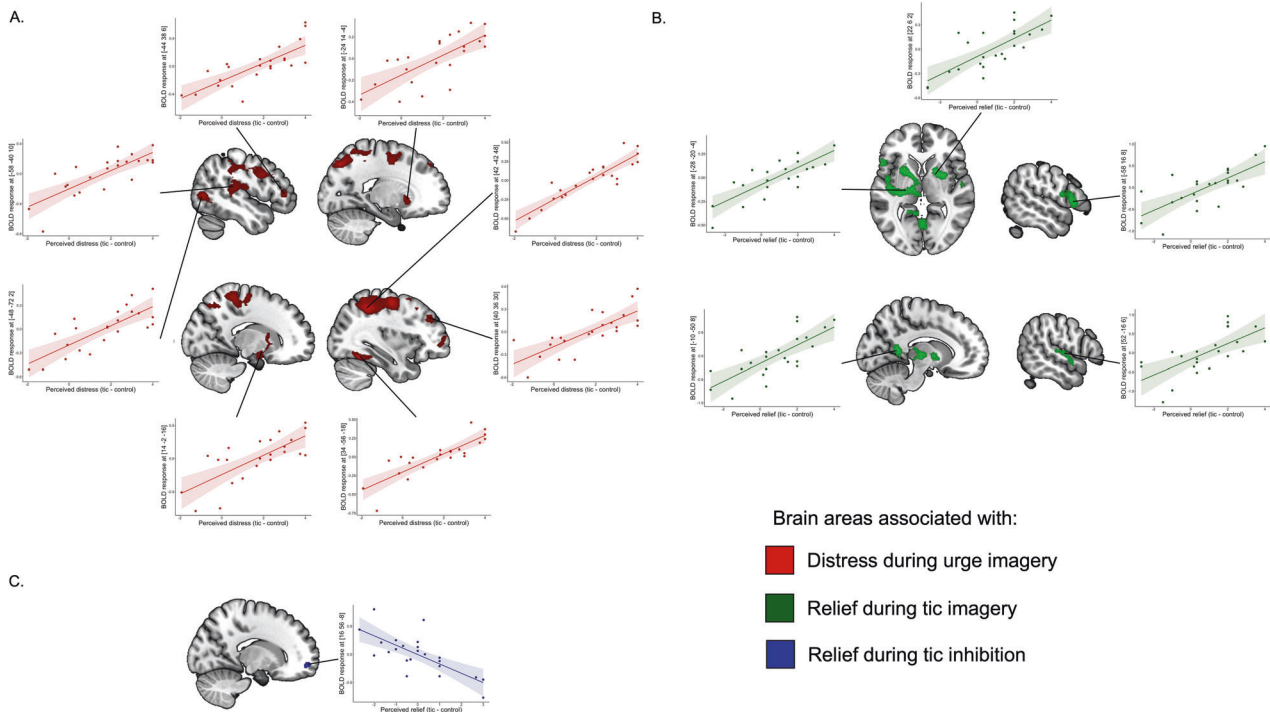 A.
BOLD response at [-44 38 6]
Perceived distress (tic - control)
BOLD response at [-24 14 -4]
Perceived distress (tic - control)
BOLD response at [-58 -40 10]
Perceived distress (tic - control)
BOLD response at [42 -42 48]
Perceived distress (tic - control)
BOLD response at [-48 -72 2]
Perceived distress (tic - control)
BOLD response at [40 36 30]
Perceived distress (tic - control)
BOLD response at [14 -2 -16]
Perceived distress (tic - control)
BOLD response at [34 -56 -18]
Perceived distress (tic - control)
B.
BOLD response at [22 6 2]
Perceived relief (tic - control)
BOLD response at [-28 -20 -4]
Perceived relief (tic - control)
BOLD response at [-58 16 8]
Perceived relief (tic - control)
BOLD response at [-10 -50 8]
Perceived relief (tic - control)
BOLD response at [52 -16 6]
Perceived relief (tic - control)
C.
BOLD response at [16 56 -8]
Perceived relief (tic - control)
Brain areas associated with:
Distress during urge imagery
Relief during tic imagery
Relief during tic inhibition